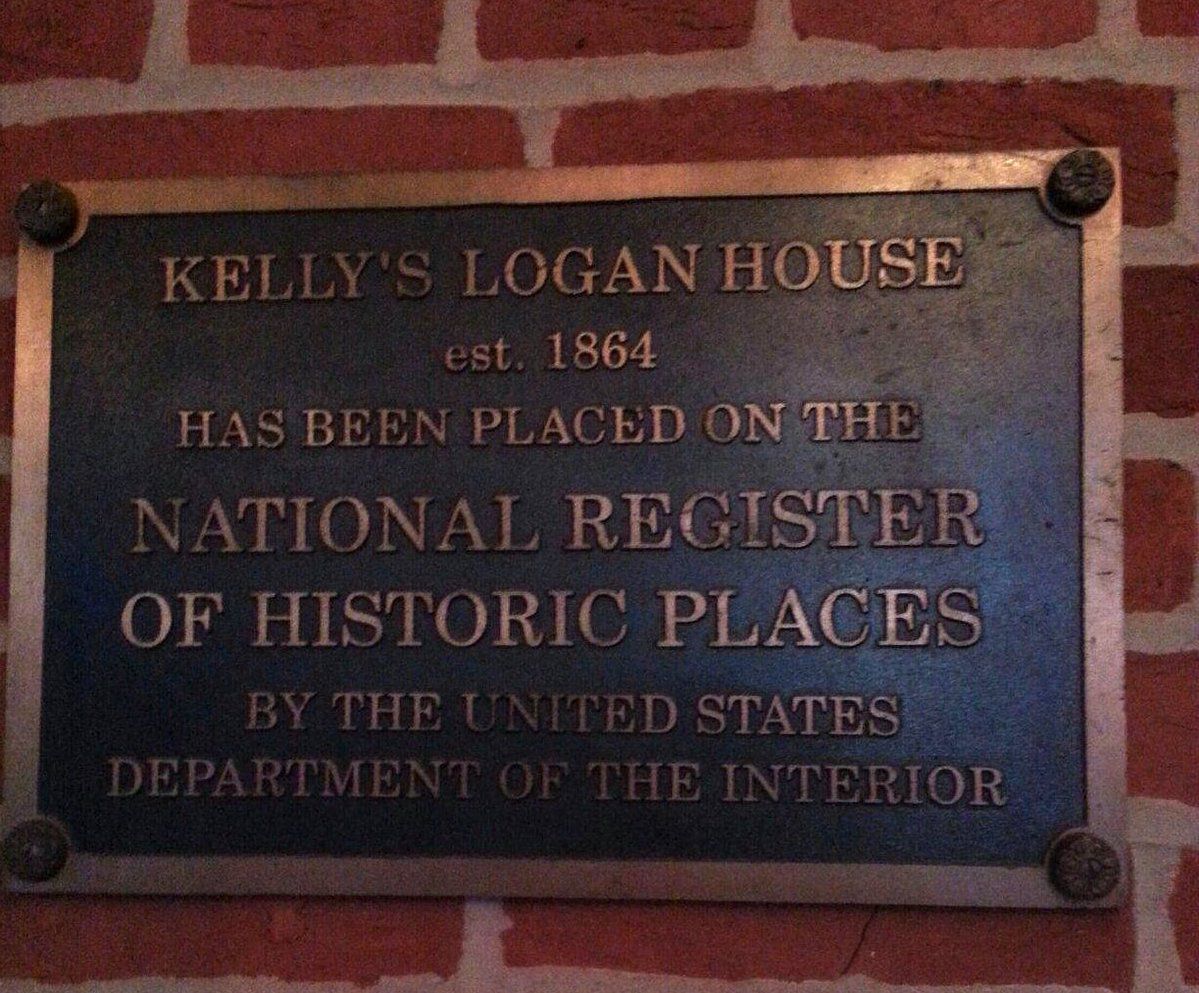 KELLY'S LOGAN HOUSE
est. 1864
HAS BEEN PLACED ON THE
NATIONAL REGISTER
OF HISTORIC PLACES
BY THE UNITED STATES
DEPARTMENT OF THE INTERIOR